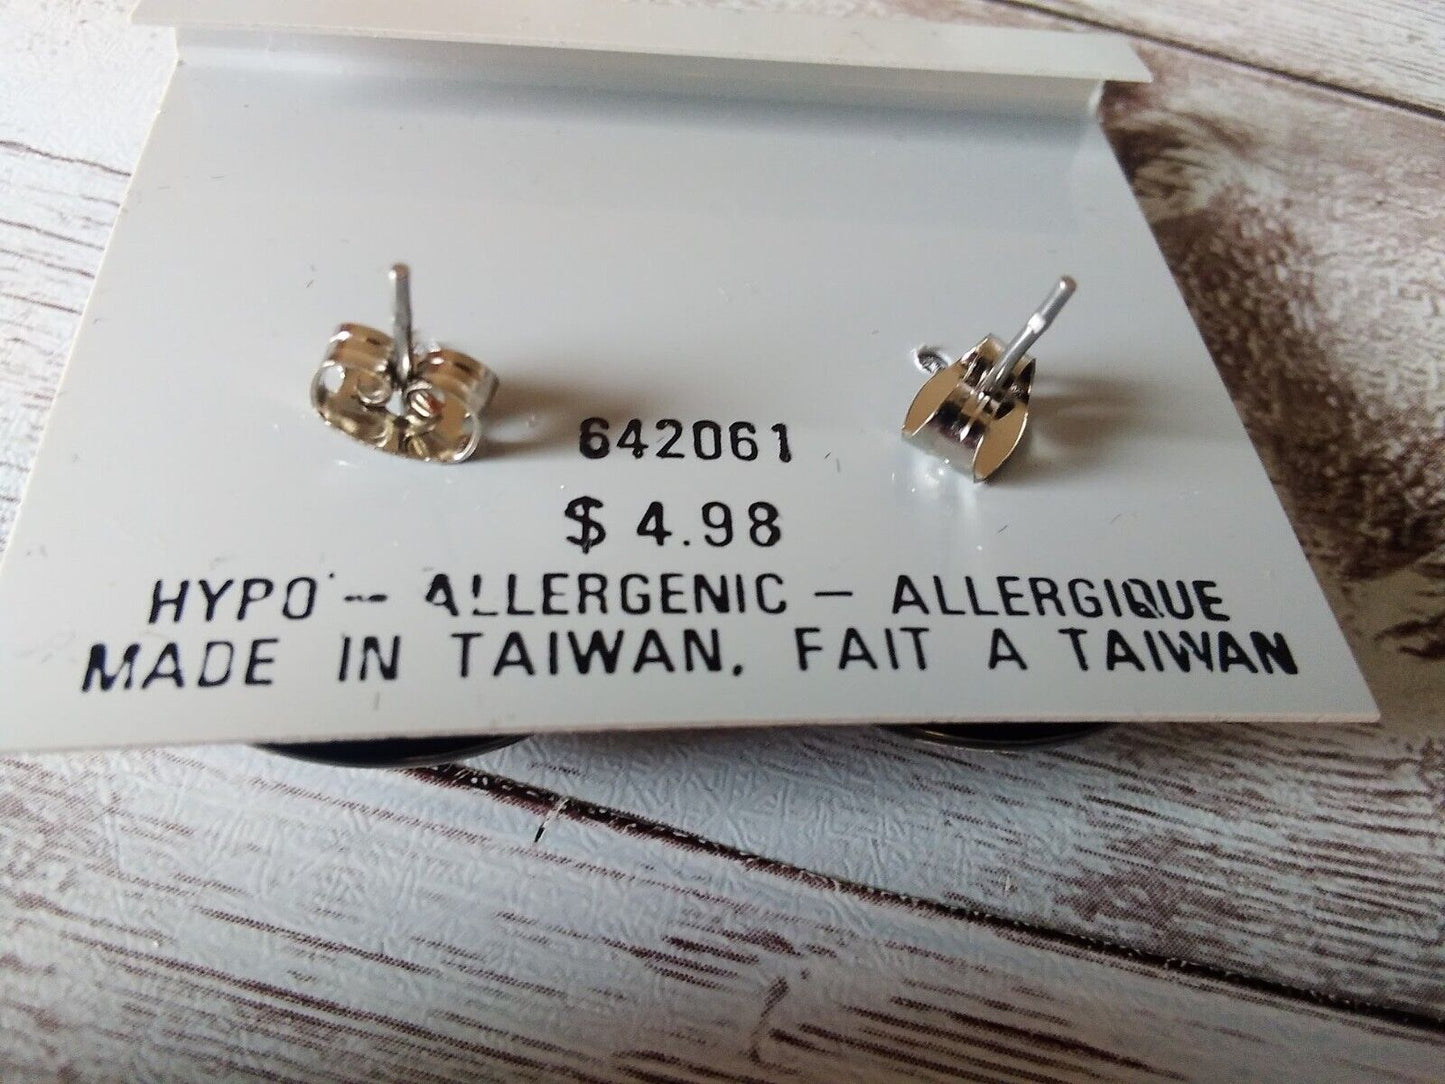 642061
$ 4.98
HYPO - ALLERGENIC - ALLERGIQUE
MADE IN TAIWAN. FAIT A TAIWAN